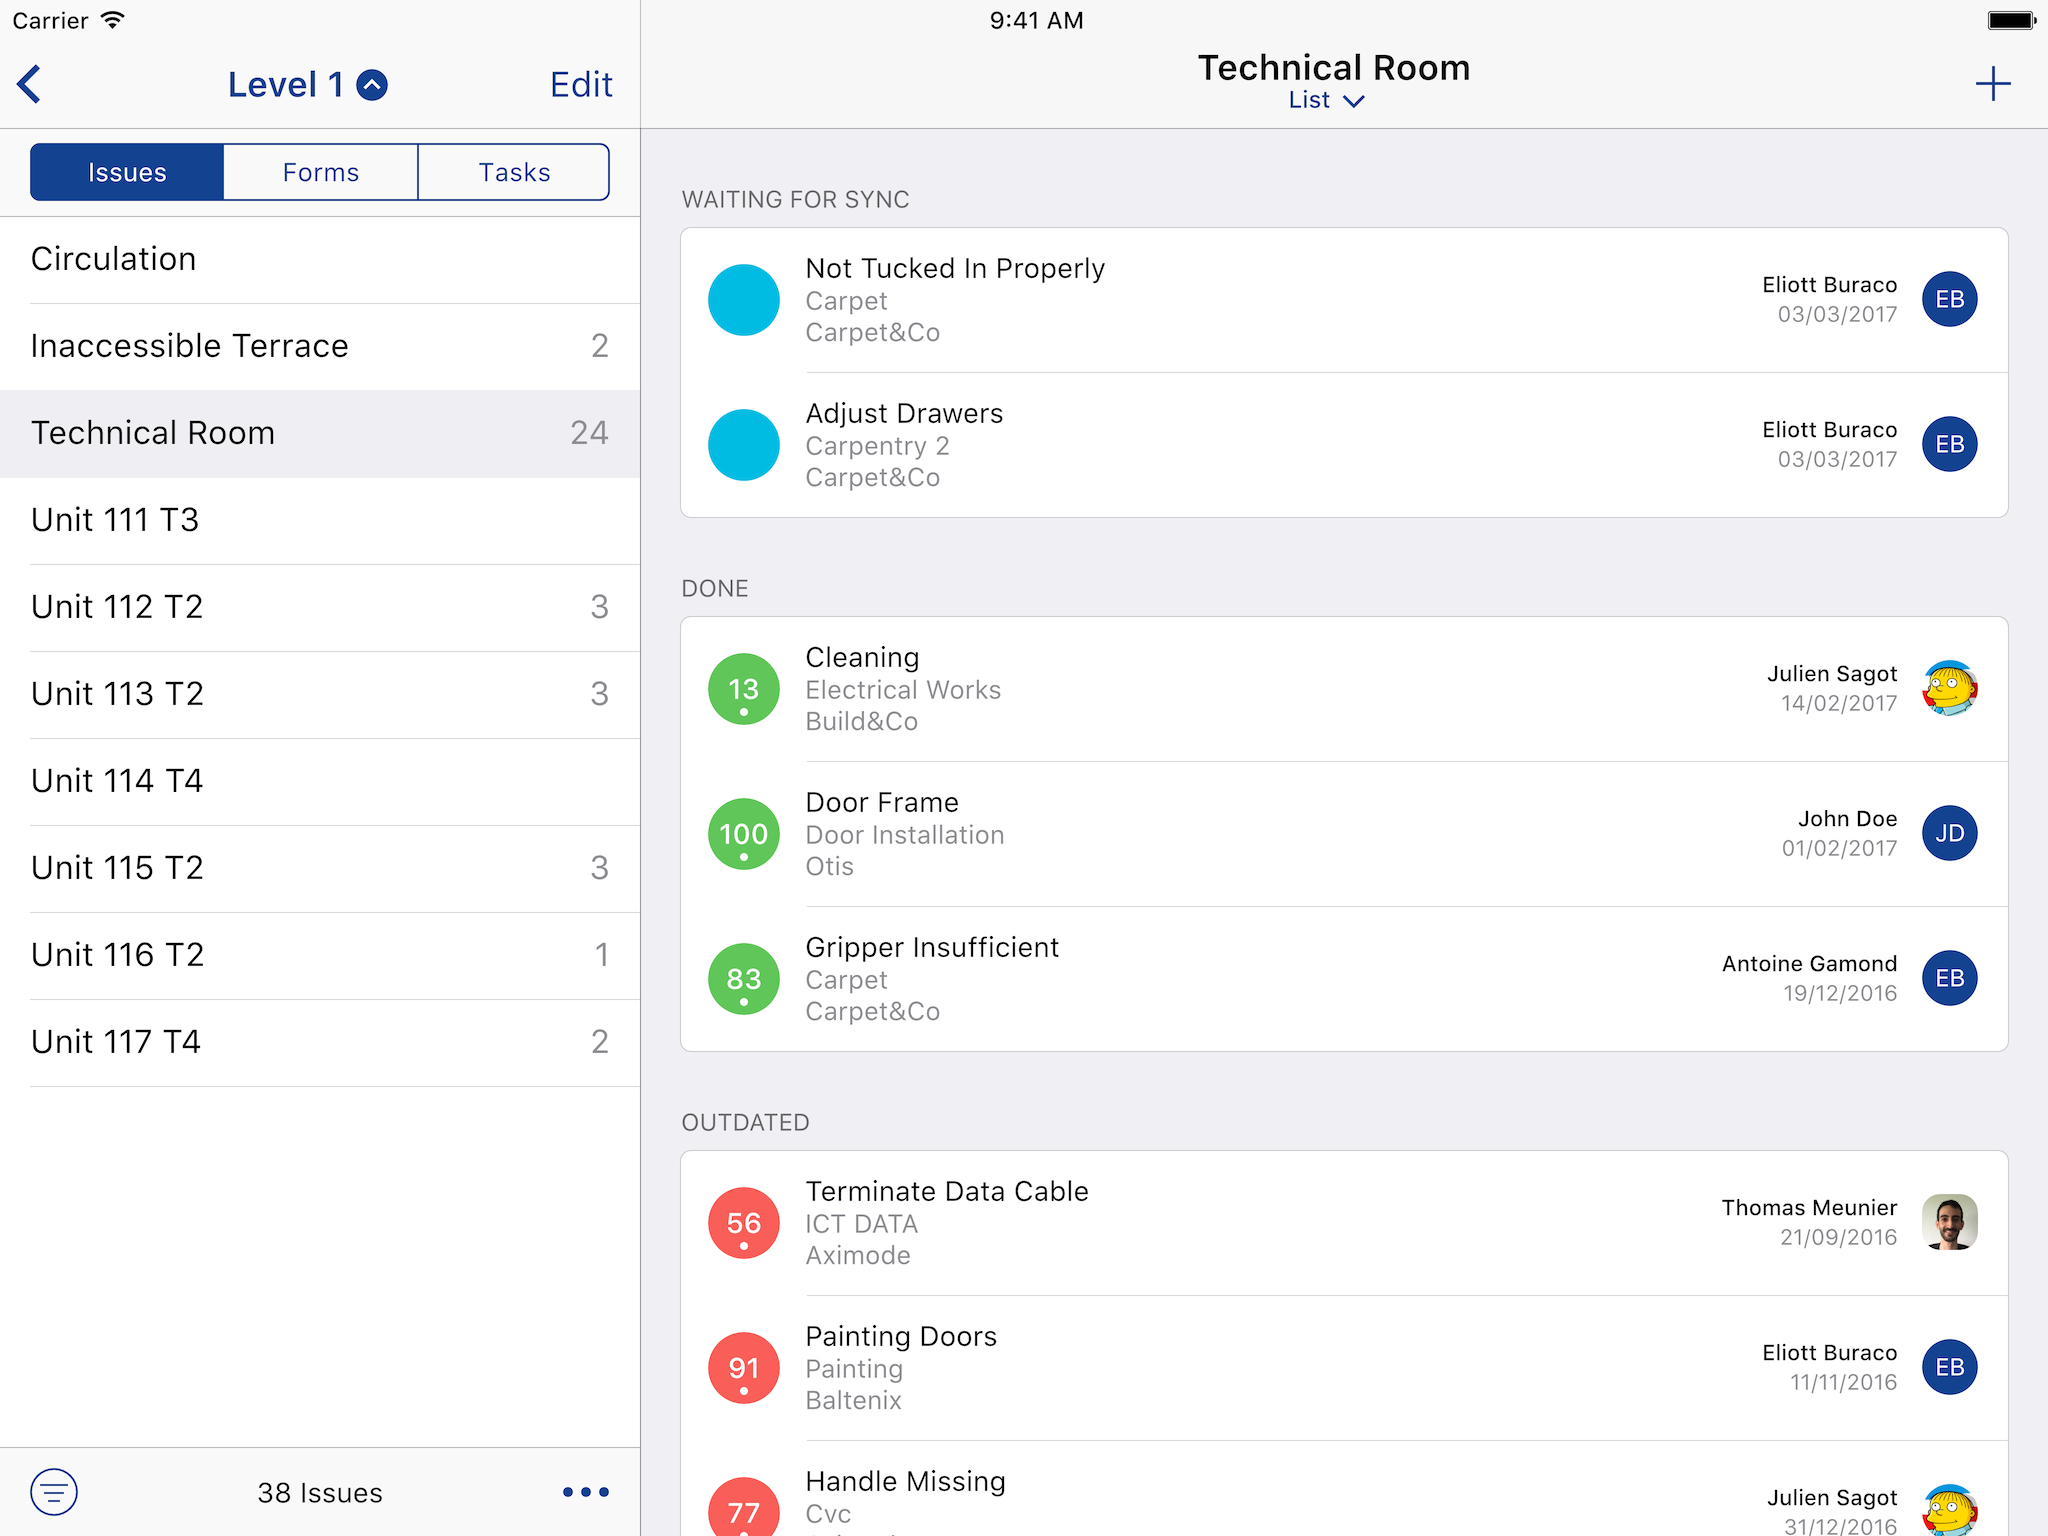 Carrier
9:41 AM
Level 1
Edit
Issues
Forms
Tasks
Circulation
Inaccessible Terrace 2
Technical Room 24
Unit 111 T3
Unit 112 T2 3
Unit 113 T2 3
Unit 114 T4
Unit 115 T2 3
Unit 116 T2 1
Unit 117 T4 2
38 Issues
Technical Room
List
WAITING FOR SYNC
Not Tucked In Properly
Carpet
Carpet&Co
Eliott Buraco
03/03/2017
EB
Adjust Drawers
Carpentry 2
Carpet&Co
Eliott Buraco
03/03/2017
EB
DONE
13
Cleaning
Electrical Works
Build&Co
Julien Sagot
14/02/2017
100
Door Frame
Door Installation
Otis
John Doe
01/02/2017
JD
83
Gripper Insufficient
Carpet
Carpet&Co
Antoine Gamond
19/12/2016
EB
OUTDATED
56
Terminate Data Cable
ICT DATA
Aximode
Thomas Meunier
21/09/2016
91
Painting Doors
Painting
Baltenix
Eliott Buraco
11/11/2016
EB
77
Handle Missing
Cvc
Julien Sagot
31/12/2016